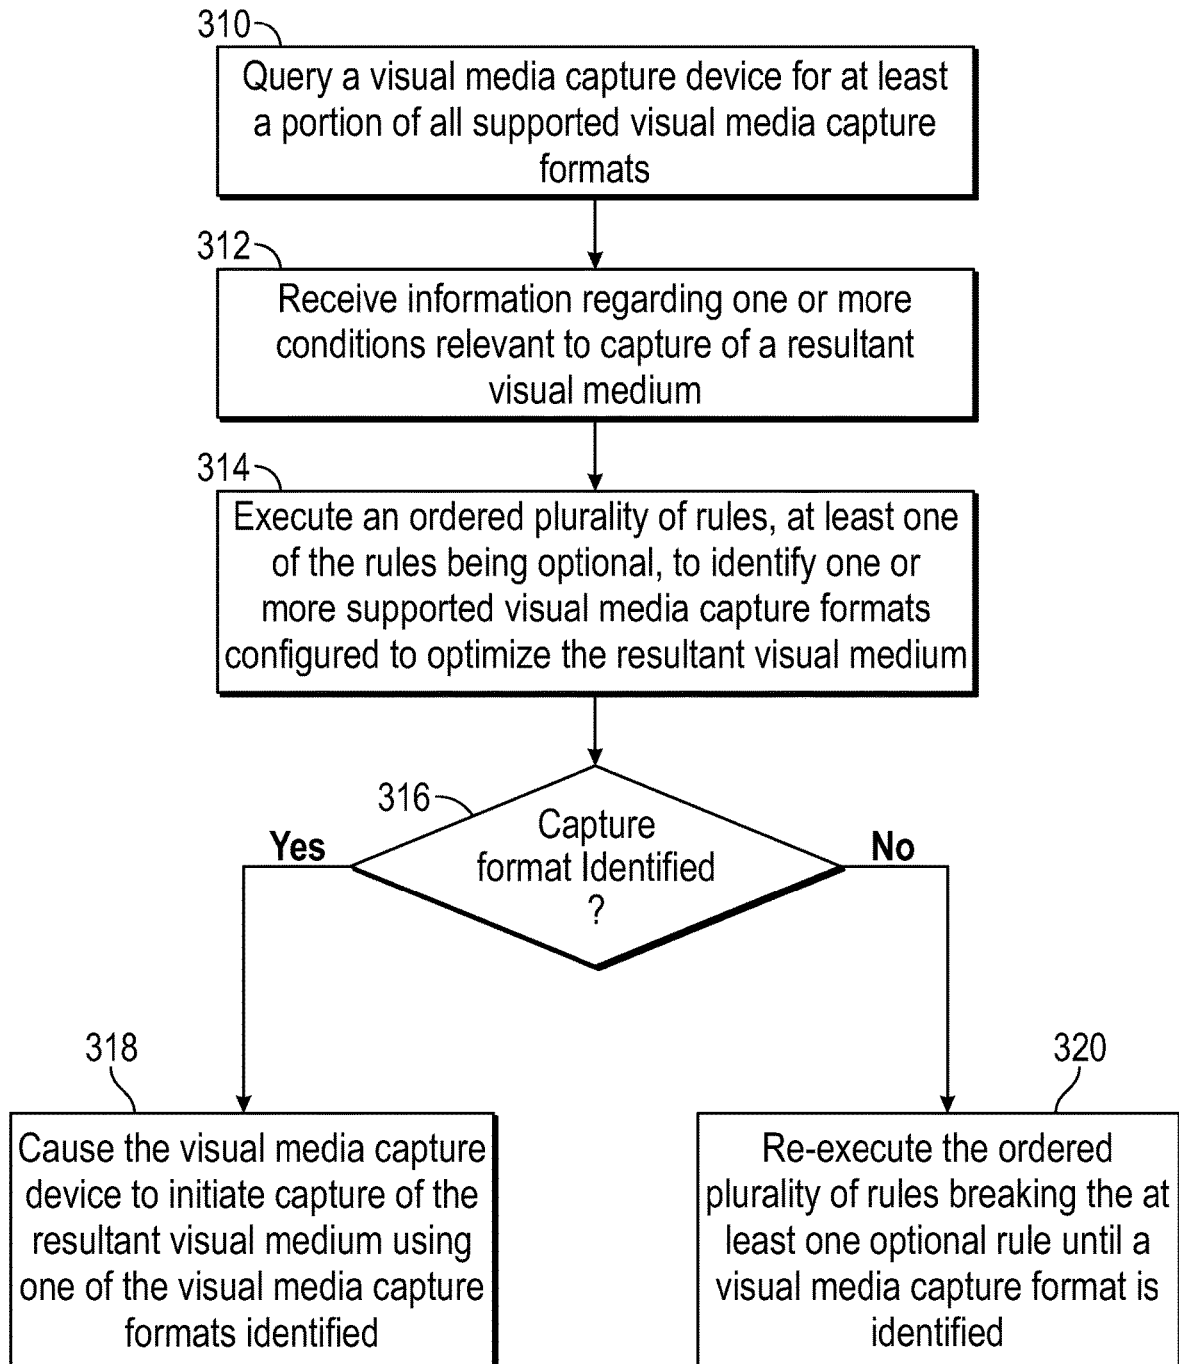 310
Query a visual media capture device for at least
a portion of all supported visual media capture
formats
312
Receive information regarding one or more
conditions relevant to capture of a resultant
visual medium
314
Execute an ordered plurality of rules, at least one
of the rules being optional, to identify one or
more supported visual media capture formats
configured to optimize the resultant visual medium
316
Capture
format Identified
?
Yes
No
318
Cause the visual media capture
device to initiate capture of the
resultant visual medium using
one of the visual media capture
formats identified
320
Re-execute the ordered
plurality of rules breaking the at
least one optional rule until a
visual media capture format is
identified